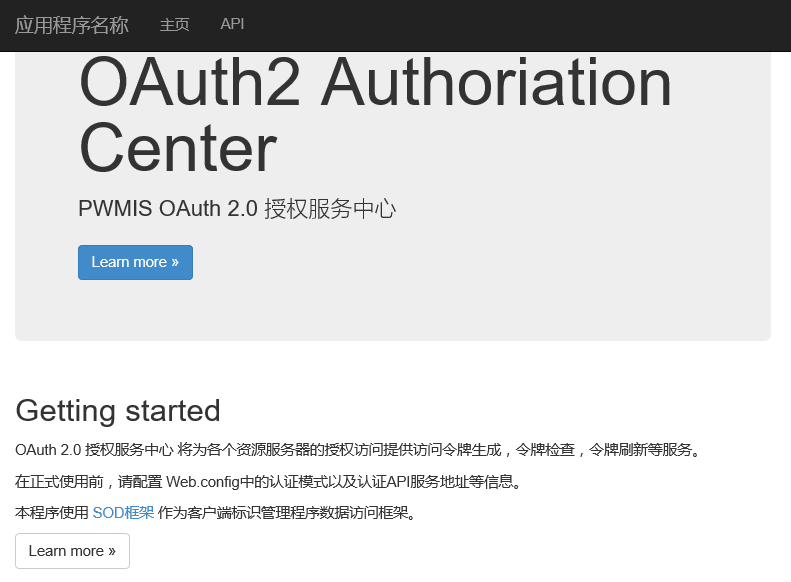 应用程序名称 主页 API
OAuth2 Authoriation
Center
PWMIS OAuth 2.0 授权服务中心
Learn more »
Getting started
OAuth 2.0 授权服务中心 将为各个资源服务器的授权访问提供访问令牌生成，令牌检查，令牌刷新等服务。
在正式使用前，请配置 Web.config中的认证模式以及认证API服务地址等信息。
本程序使用 SOD框架 作为客户端标识管理程序数据访问框架。
Learn more »